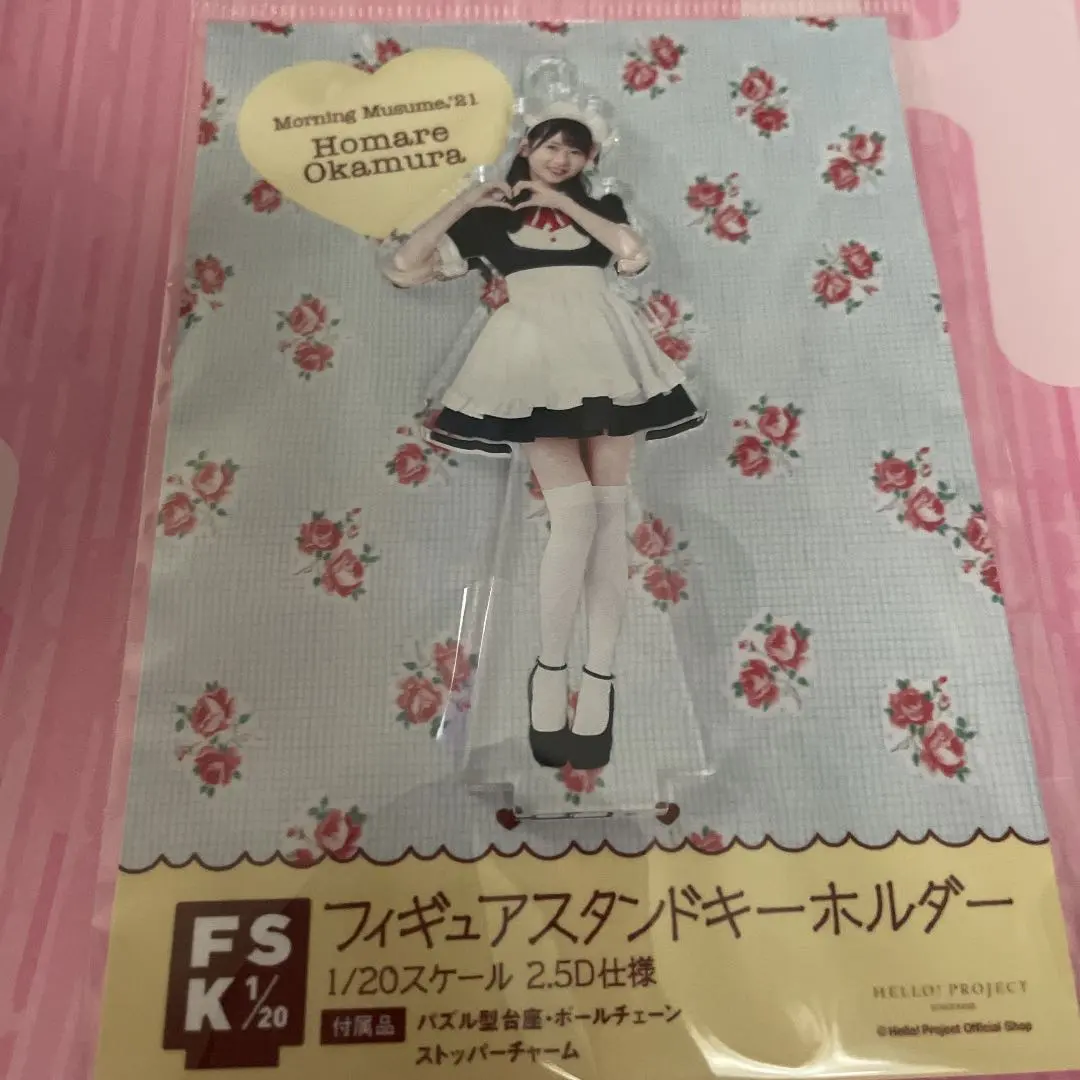 Morning Musume.'21
Homare
Okamura
FS
K 1/20
フィギュアスタンドキーホルダー
1/20スケール 2.5D仕様
付属品 パズル型台座・ボールチェーン
ストッパーチャーム
HELLO! PROJECT
©Hello! Project Official Shop